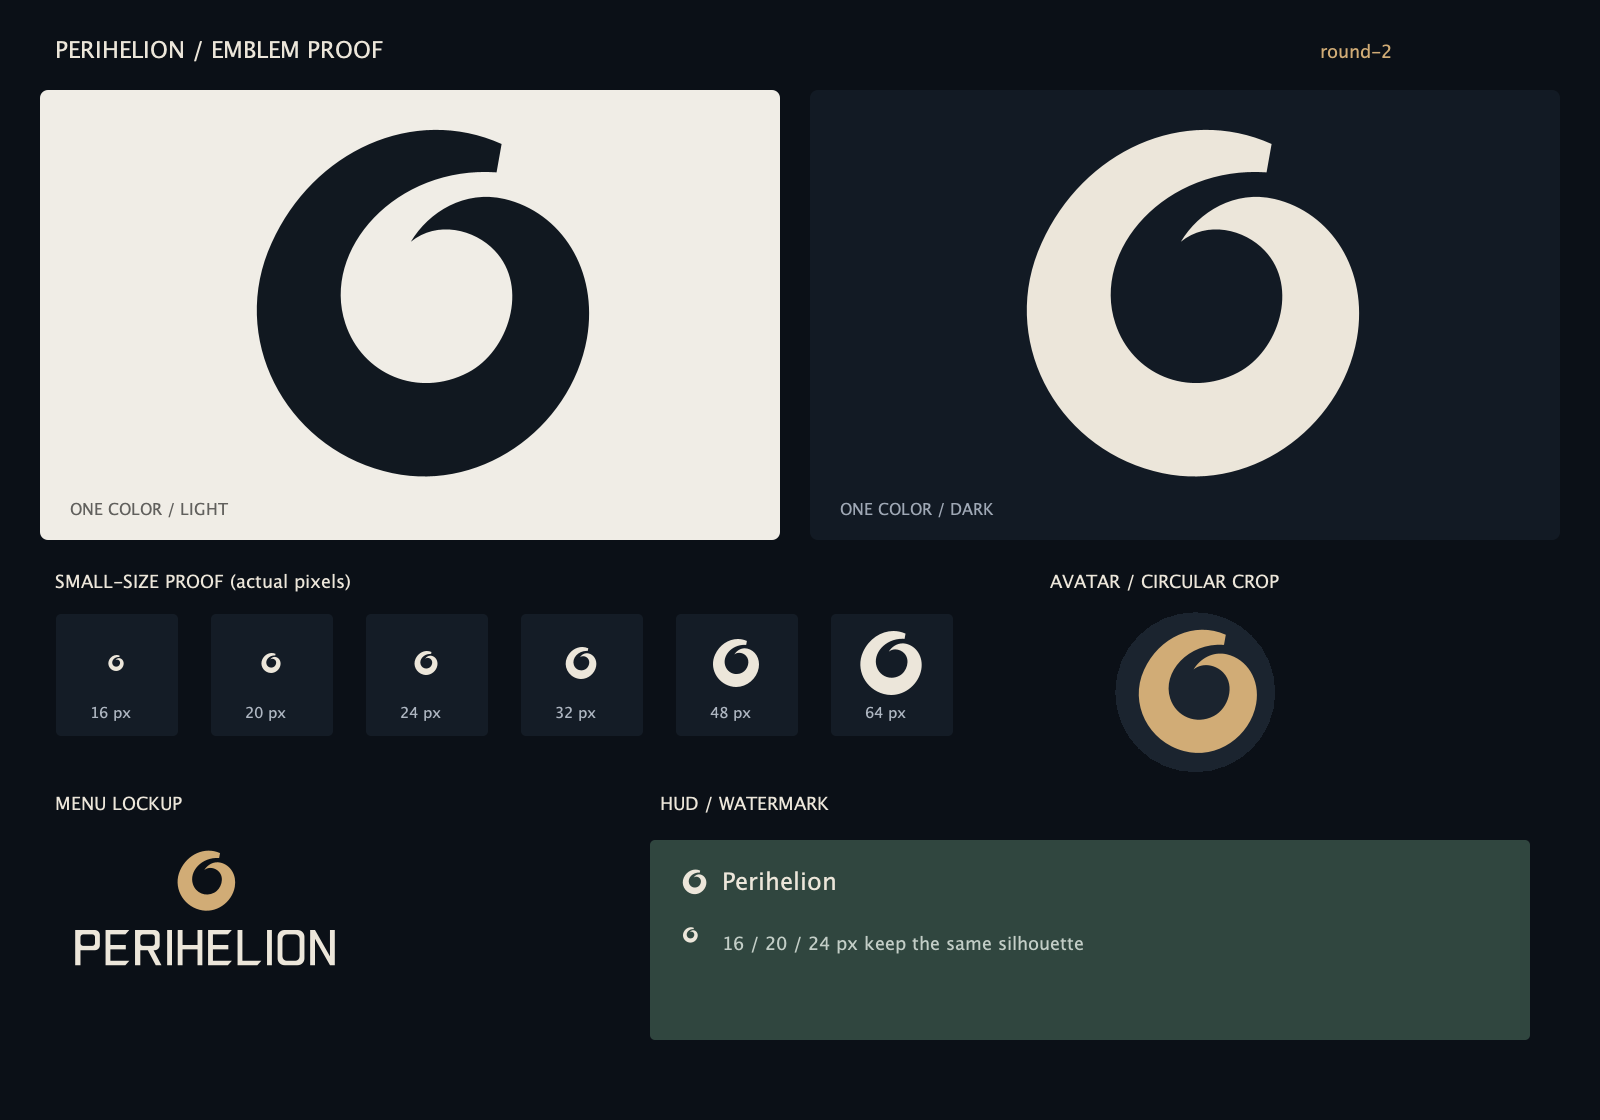 PERIHELION / EMBLEM PROOF
round-2
ONE COLOR / LIGHT
ONE COLOR / DARK
SMALL-SIZE PROOF (actual pixels)
AVATAR / CIRCULAR CROP
16 px
20 px
24 px
32 px
48 px
64 px
MENU LOCKUP
HUD / WATERMARK
PERIHELION
Perihelion
16 / 20 / 24 px keep the same silhouette